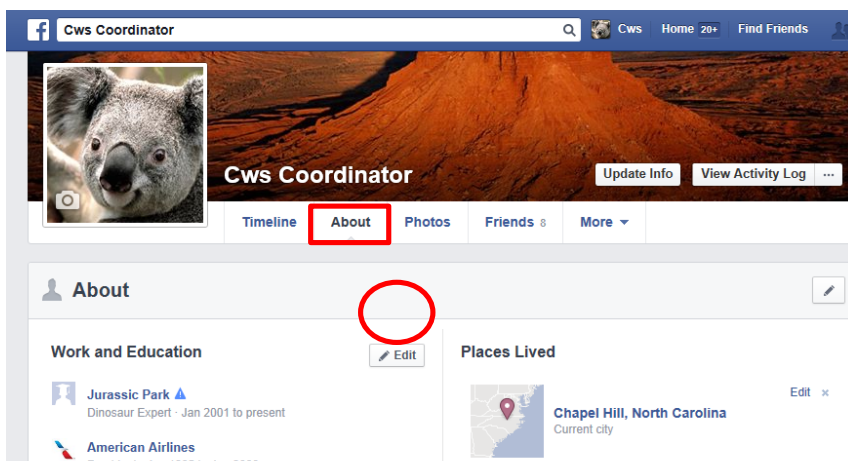 f Cws Coordinator Cws Home 20+ Find Friends
Cws Coordinator Update Info View Activity Log ...
Timeline About Photos Friends 8 More
About
Work and Education Edit Places Lived
Jurassic Park
Dinosaur Expert · Jan 2001 to present
American Airlines
Edit ×
Chapel Hill, North Carolina
Current city